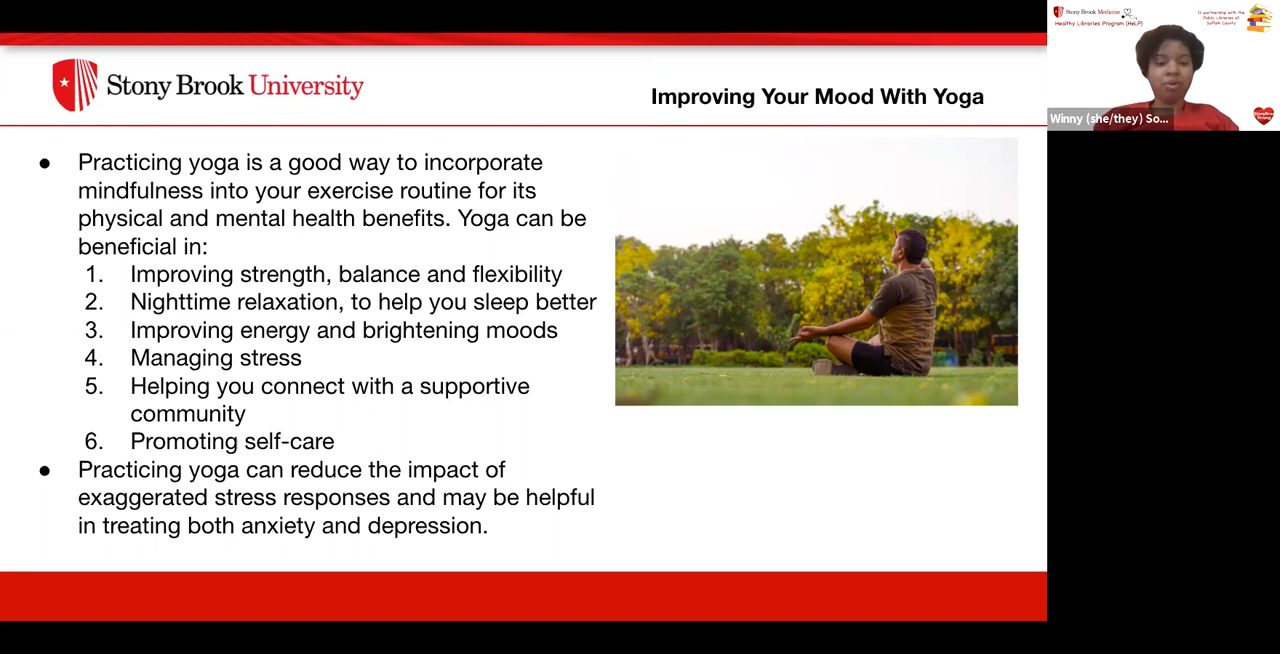 Stony Brook University
Improving Your Mood With Yoga
● Practicing yoga is a good way to incorporate
mindfulness into your exercise routine for its
physical and mental health benefits. Yoga can be
beneficial in:
1. Improving strength, balance and flexibility
2. Nighttime relaxation, to help you sleep better
3. Improving energy and brightening moods
4. Managing stress
5. Helping you connect with a supportive
community
6. Promoting self-care
● Practicing yoga can reduce the impact of
exaggerated stress responses and may be helpful
in treating both anxiety and depression.
Stony Brook Medicine
Healthy Libraries Program (HeLP)
In partnership with the
Public Libraries of
Suffolk County
Winny (she/they) So...